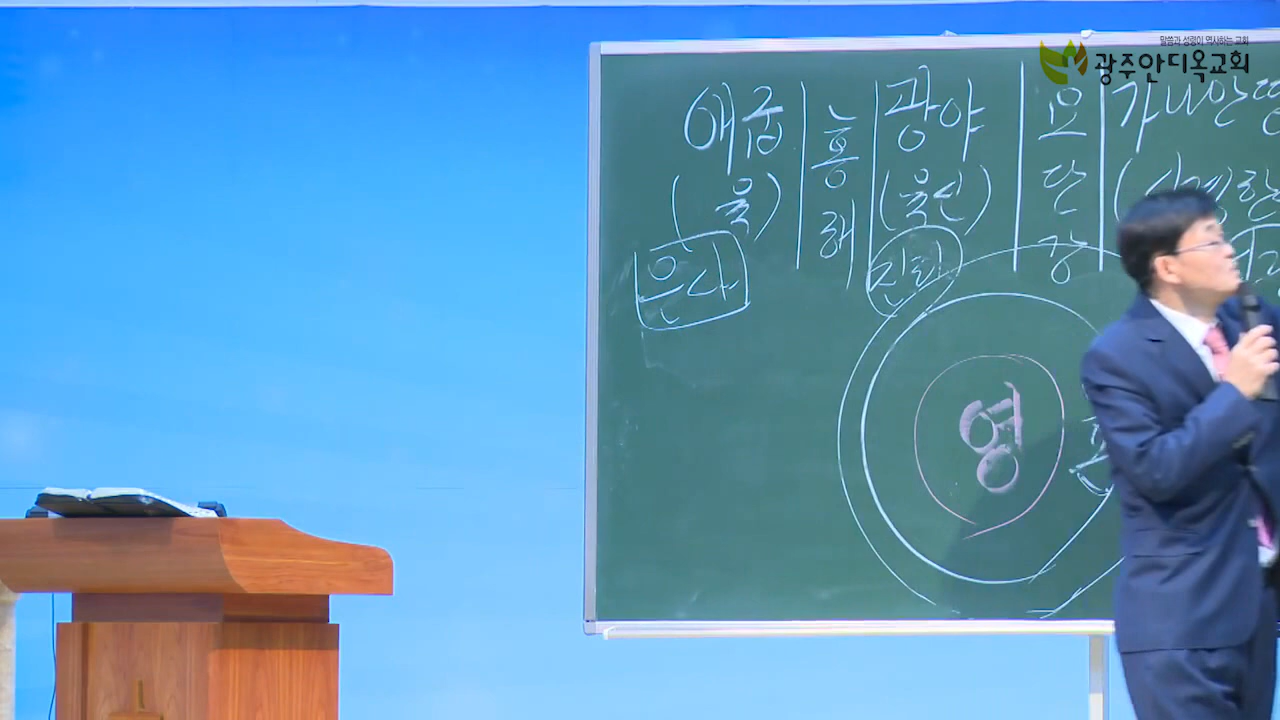 말씀과 성령이 역사하는 교회
광주안디옥교회
애굽
(육)
은사
홍해
광야
(육신)
진리
요단강
가나안땅
영